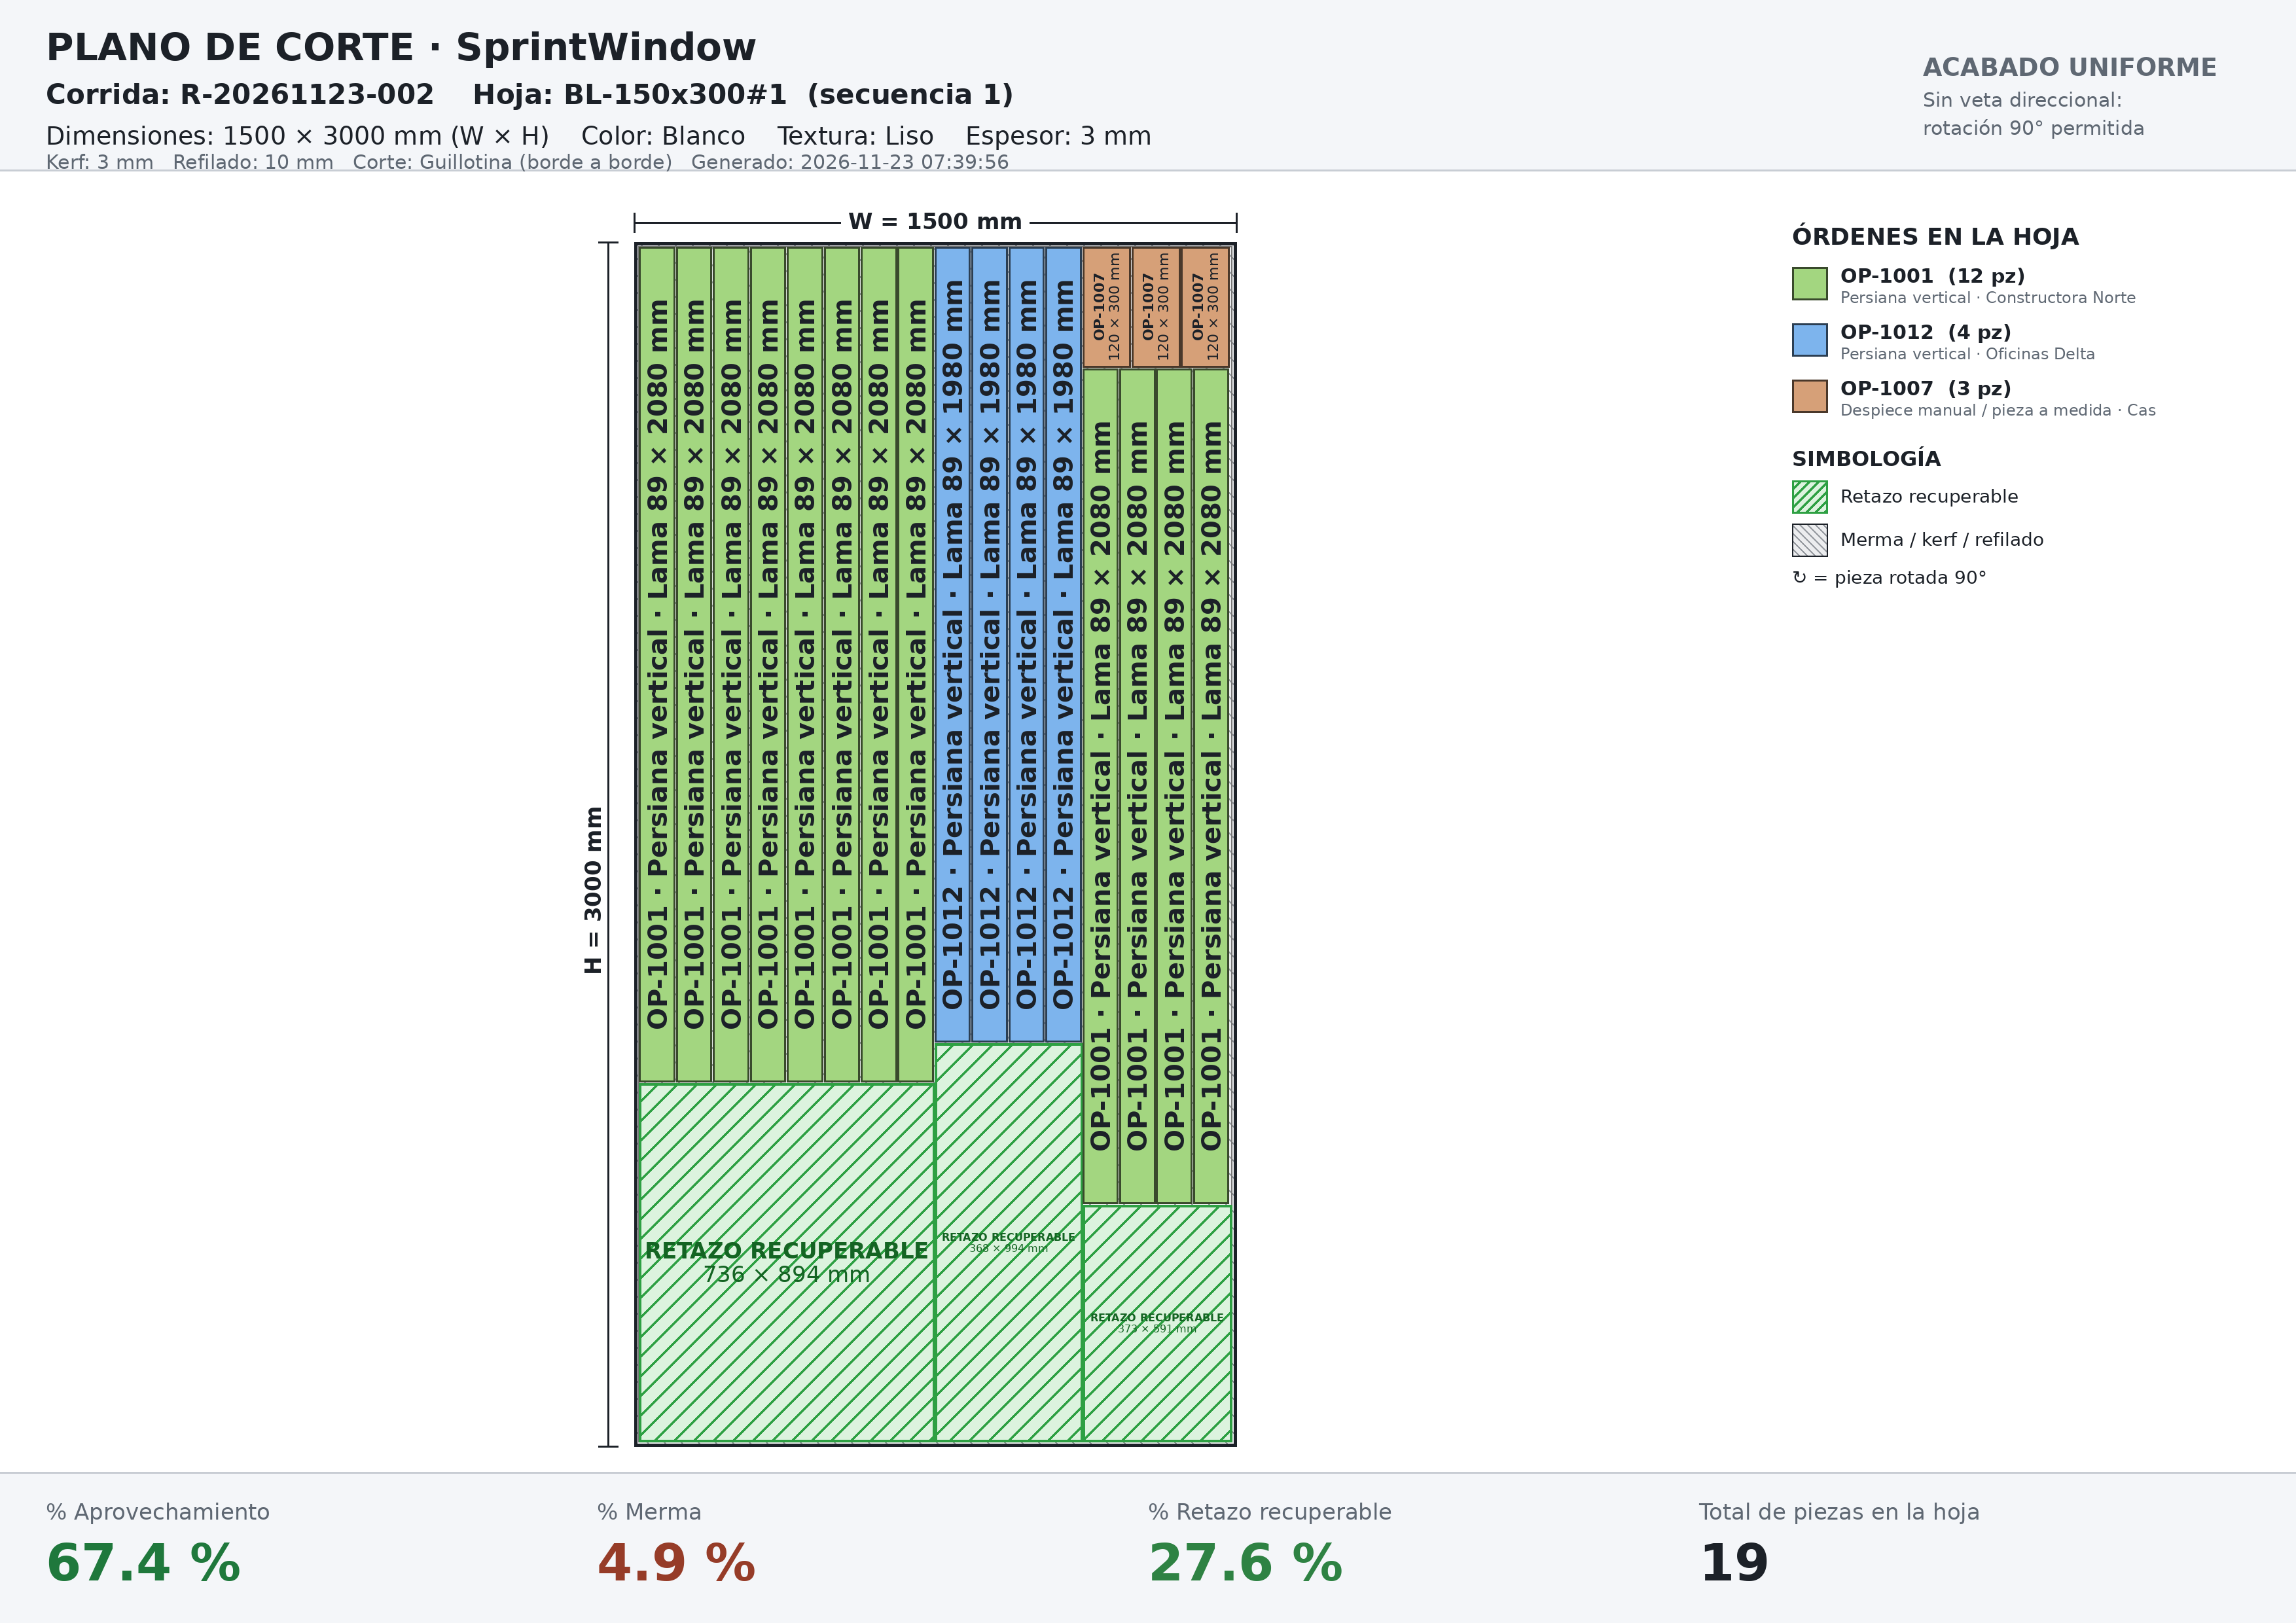 PLANO DE CORTE · SprintWindow
Corrida: R-20261123-002    Hoja: BL-150x300#1  (secuencia 1)
Dimensiones: 1500 × 3000 mm (W × H)    Color: Blanco    Textura: Liso    Espesor: 3 mm
Kerf: 3 mm   Refilado: 10 mm   Corte: Guillotina (borde a borde)   Generado: 2026-11-23 07:39:56
ACABADO UNIFORME
Sin veta direccional:
rotación 90° permitida
W = 1500 mm
H = 3000 mm
OP-1001 · Persiana vertical · Lama 89 × 2080 mm
OP-1001 · Persiana vertical · Lama 89 × 2080 mm
OP-1001 · Persiana vertical · Lama 89 × 2080 mm
OP-1001 · Persiana vertical · Lama 89 × 2080 mm
OP-1001 · Persiana vertical · Lama 89 × 2080 mm
OP-1001 · Persiana vertical · Lama 89 × 2080 mm
OP-1001 · Persiana vertical · Lama 89 × 2080 mm
OP-1001 · Persiana vertical · Lama 89 × 2080 mm
OP-1012 · Persiana vertical · Lama 89 × 1980 mm
OP-1012 · Persiana vertical · Lama 89 × 1980 mm
OP-1012 · Persiana vertical · Lama 89 × 1980 mm
OP-1012 · Persiana vertical · Lama 89 × 1980 mm
OP-1007
120 × 300 mm
OP-1007
120 × 300 mm
OP-1007
120 × 300 mm
OP-1001 · Persiana vertical · Lama 89 × 2080 mm
OP-1001 · Persiana vertical · Lama 89 × 2080 mm
OP-1001 · Persiana vertical · Lama 89 × 2080 mm
OP-1001 · Persiana vertical · Lama 89 × 2080 mm
RETAZO RECUPERABLE
736 × 894 mm
RETAZO RECUPERABLE
368 × 994 mm
RETAZO RECUPERABLE
373 × 591 mm
ÓRDENES EN LA HOJA
OP-1001  (12 pz)
Persiana vertical · Constructora Norte
OP-1012  (4 pz)
Persiana vertical · Oficinas Delta
OP-1007  (3 pz)
Despiece manual / pieza a medida · Cas
SIMBOLOGÍA
Retazo recuperable
Merma / kerf / refilado
↻ = pieza rotada 90°
% Aprovechamiento
67.4 %
% Merma
4.9 %
% Retazo recuperable
27.6 %
Total de piezas en la hoja
19